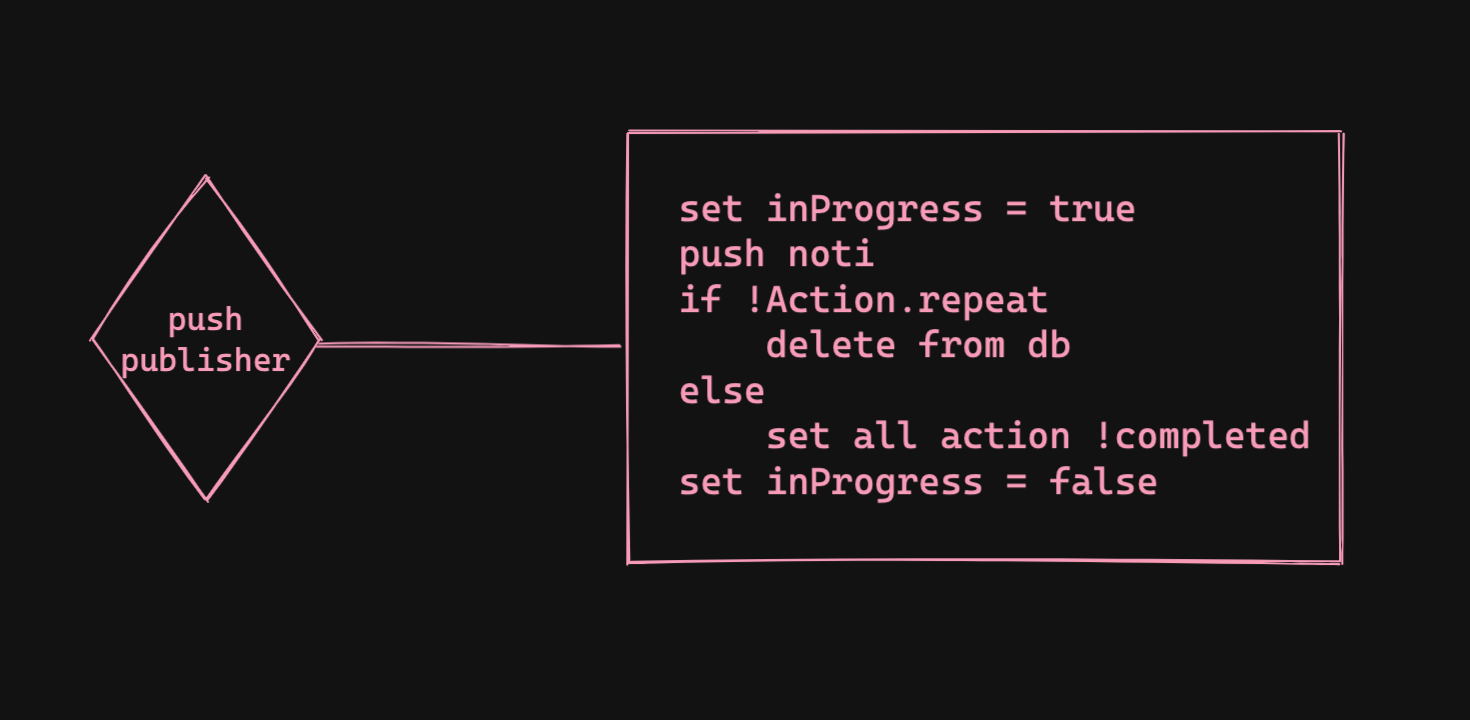 push
publisher
set inProgress = true
push noti
if !Action.repeat
    delete from db
else
    set all action !completed
set inProgress = false